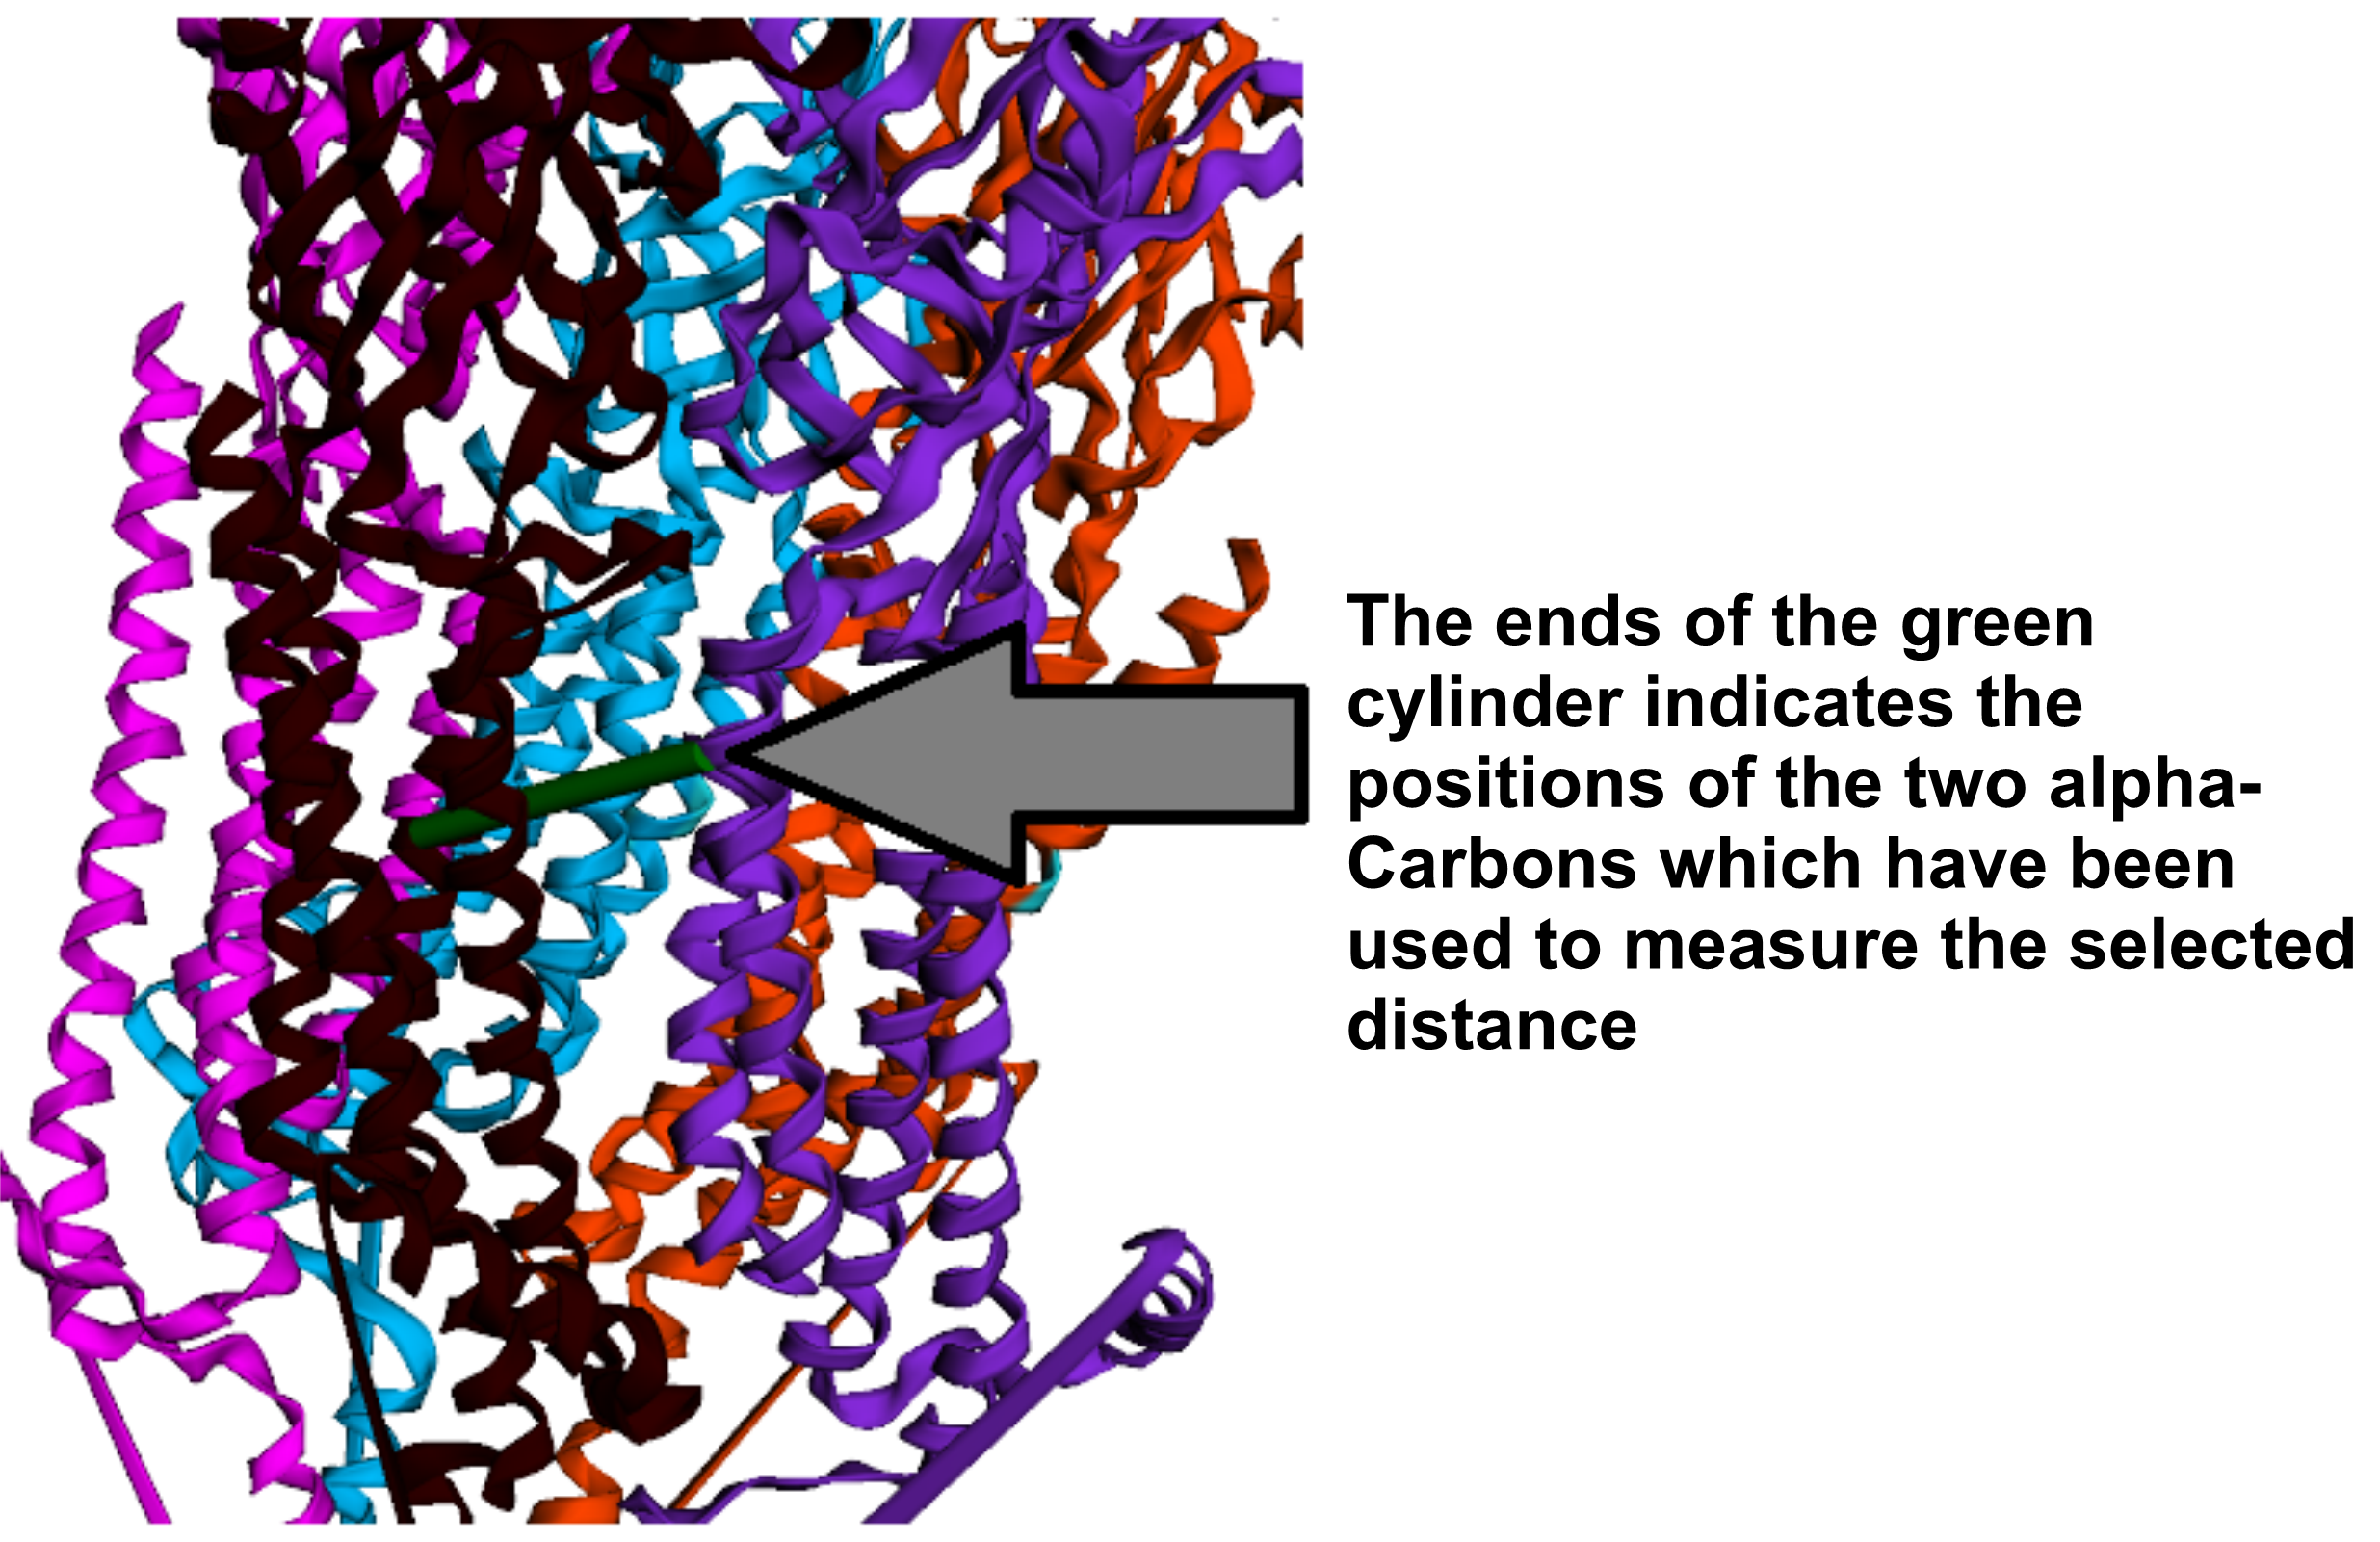 The ends of the green
cylinder indicates the
positions of the two alpha-
Carbons which have been
used to measure the selected
distance